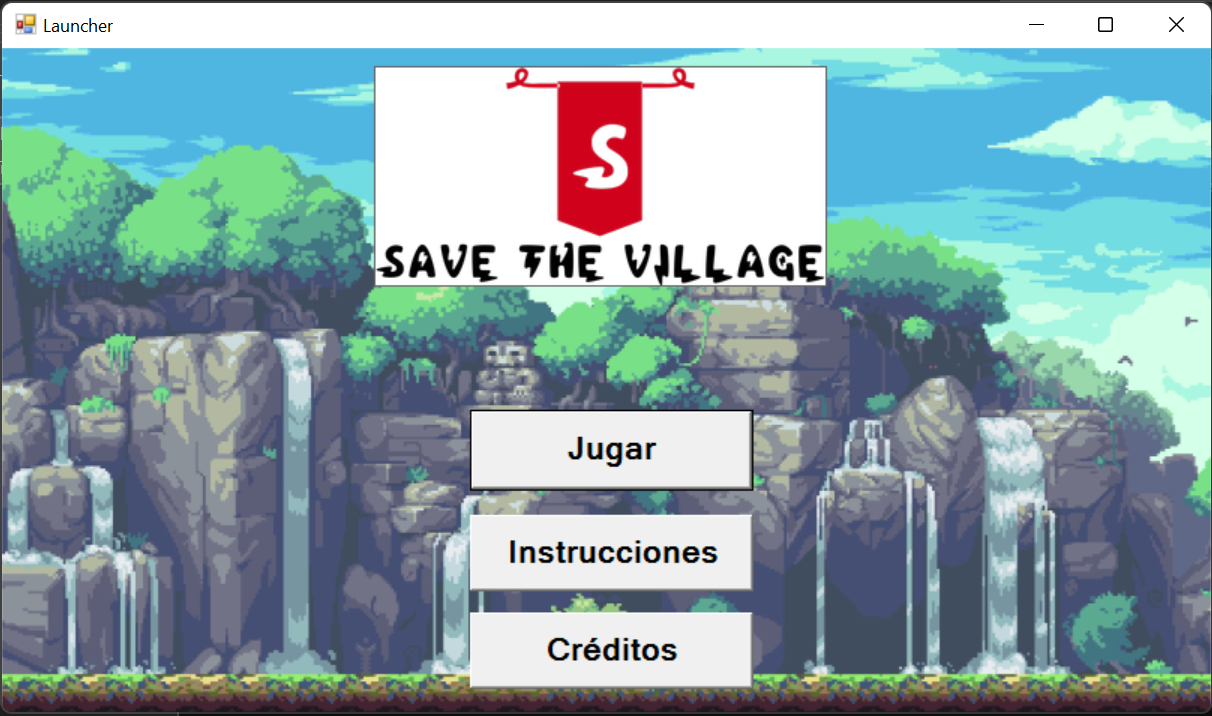 Launcher
S
SAVE THE VILLAGE
Jugar
Instrucciones
Créditos